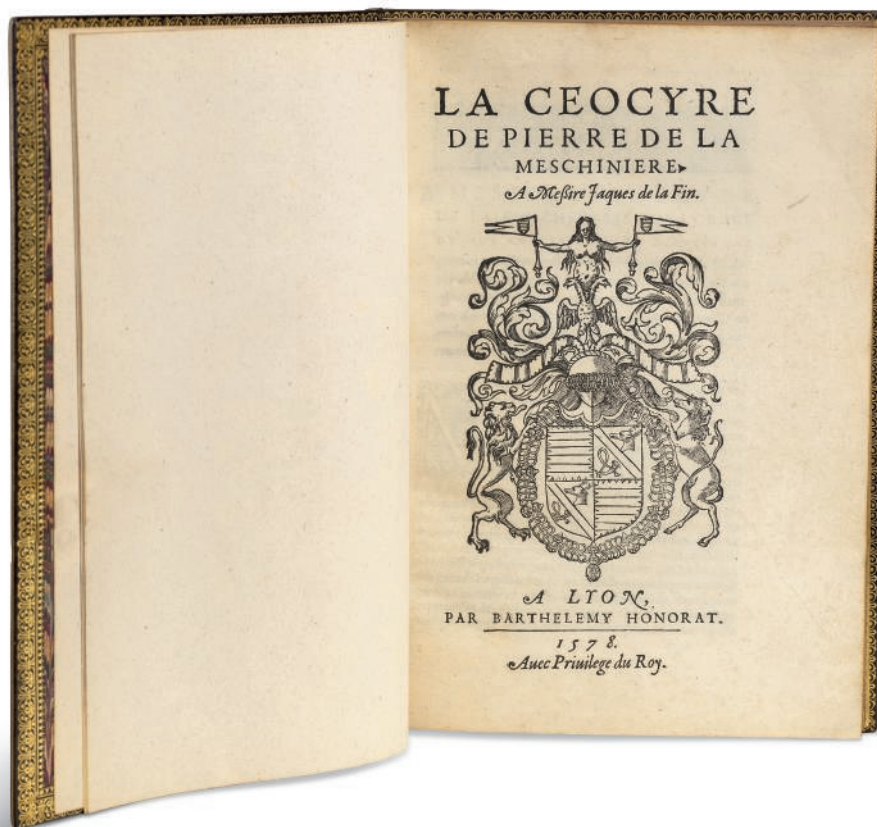 LA CEOCYRE
DE PIERRE DE LA
MESCHINIERE
A Meßire Jaques de la Fin.
A LYON,
PAR BARTHELEMY HONORAT.
1578.
Auec Priuilege du Roy.